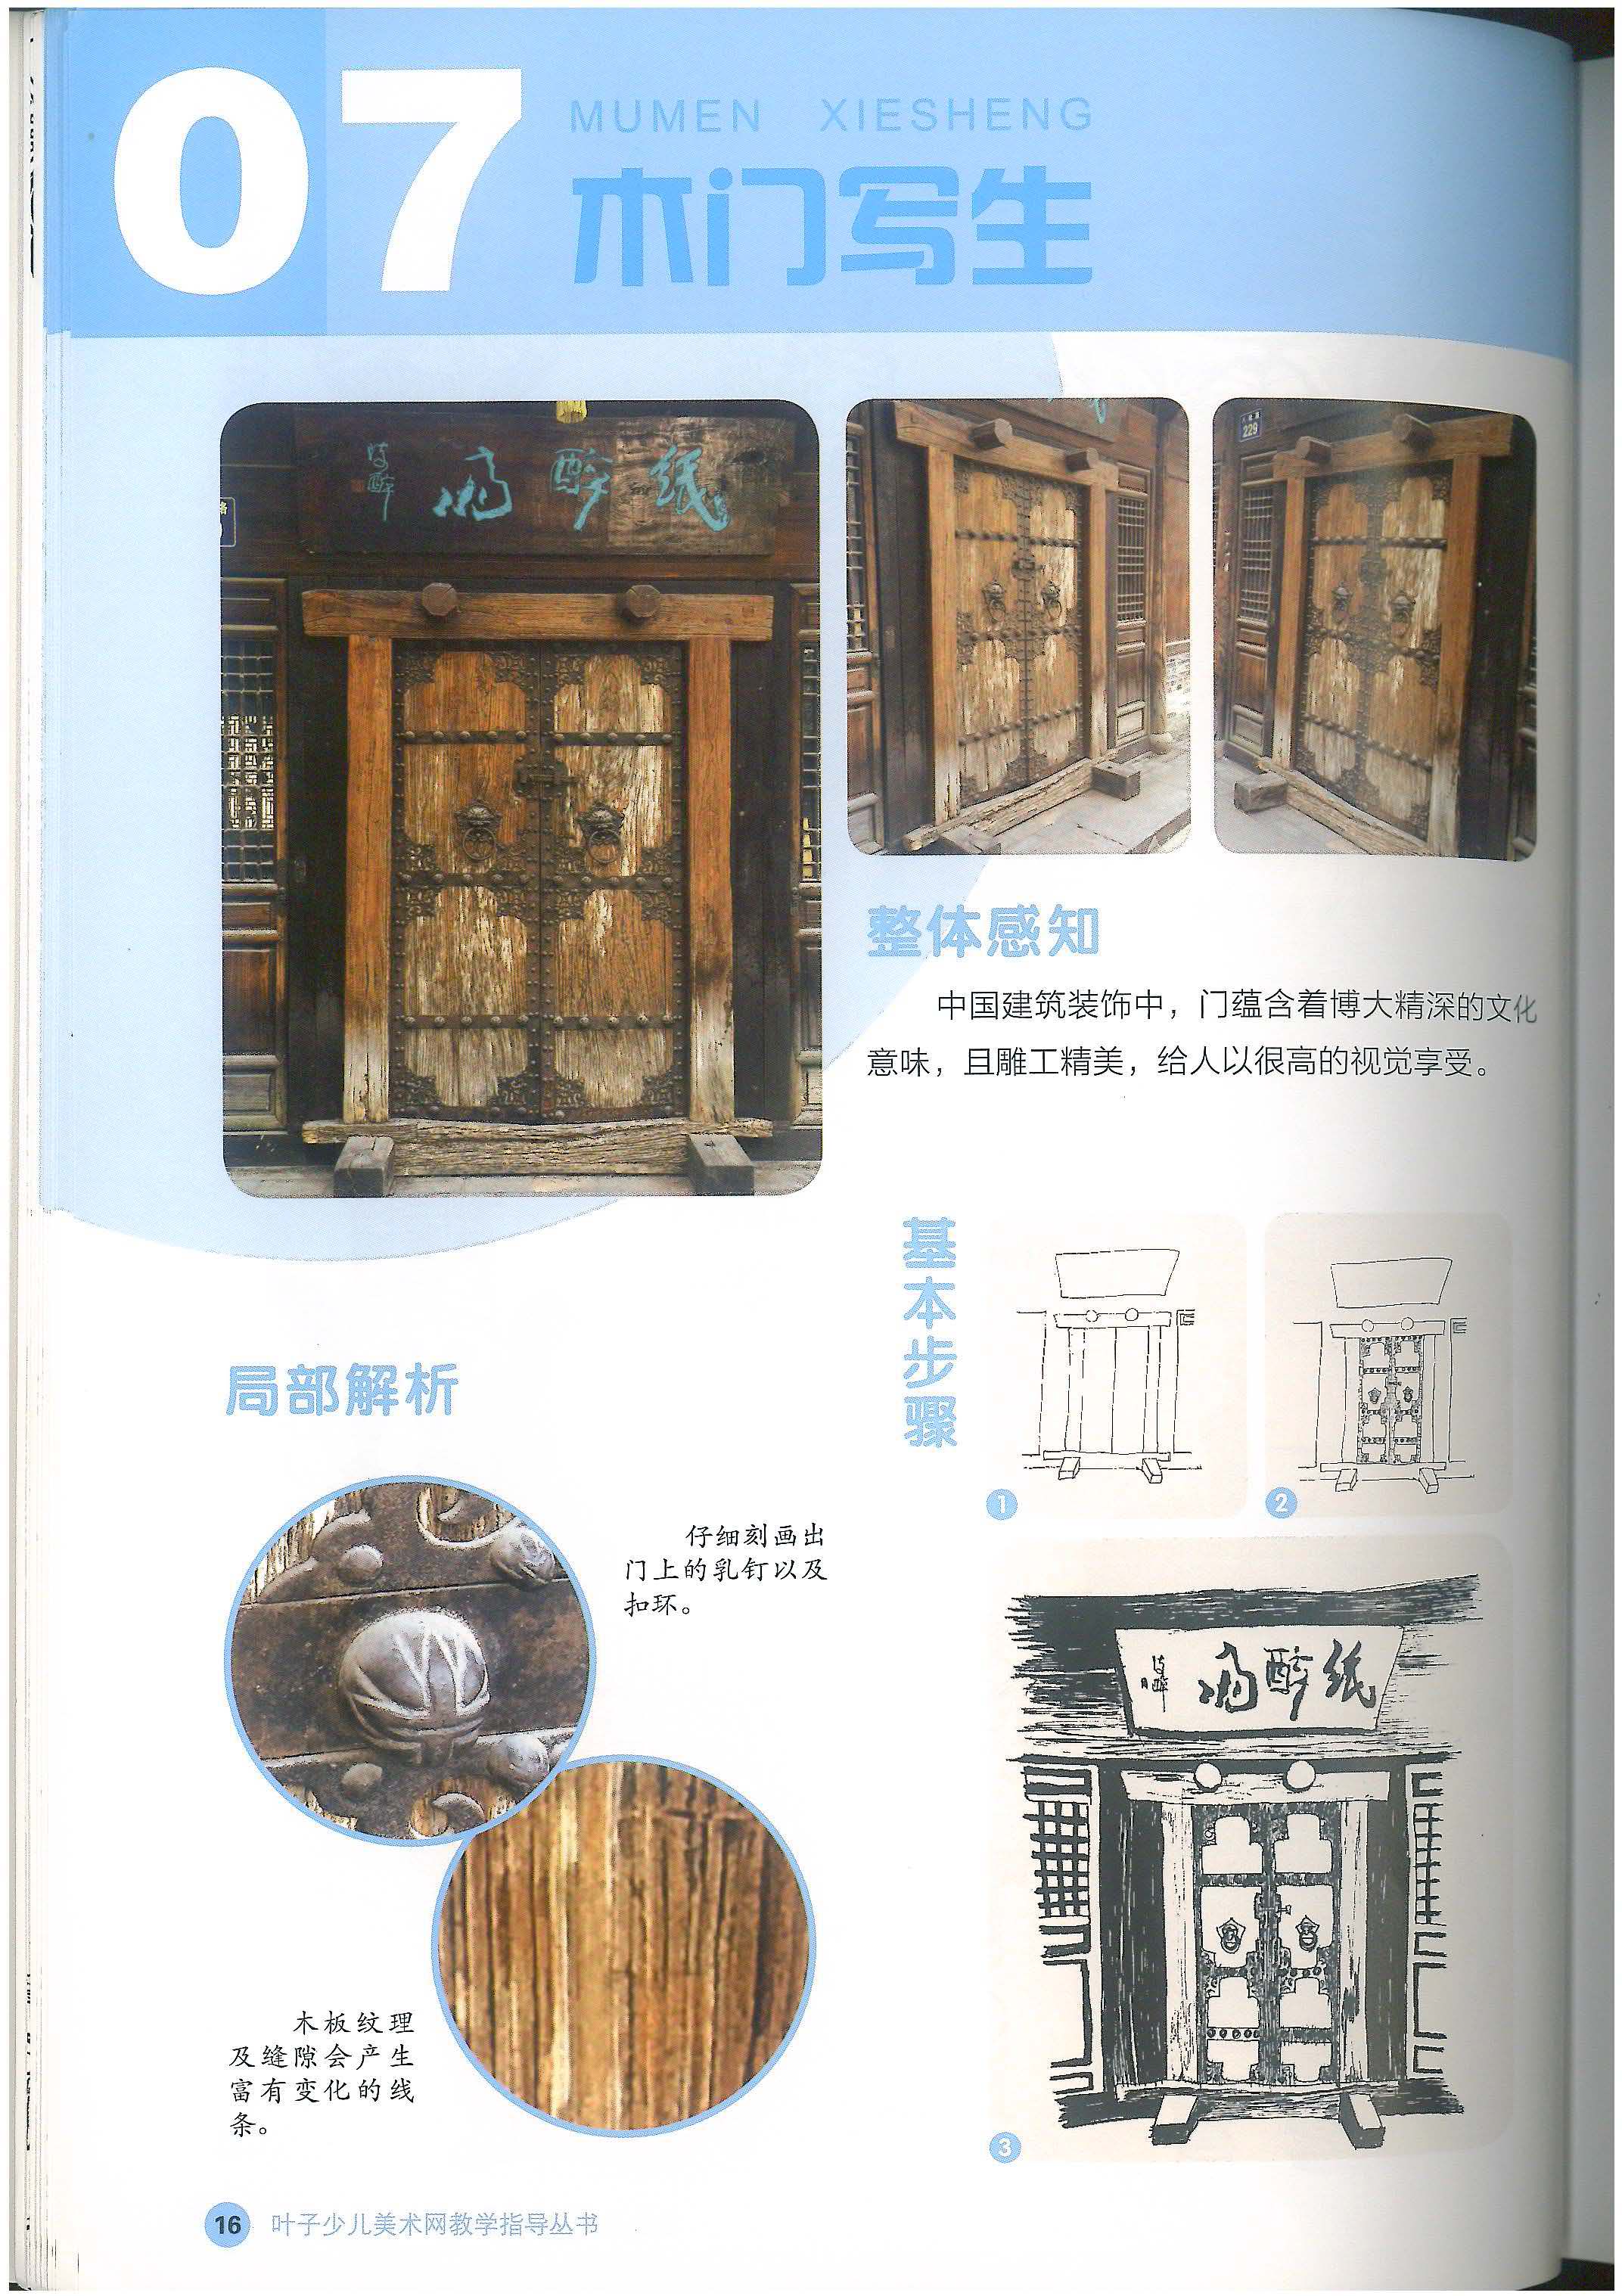 07
MUMEN XIESHENG
木门写生
229
整体感知
中国建筑装饰中，门蕴含着博大精深的文化
意味，且雕工精美，给人以很高的视觉享受。
基本步骤
1
2
局部解析
仔细刻画出
门上的乳钉以及
扣环。
木板纹理
及缝隙会产生
富有变化的线
条。
3
16 叶子少儿美术网教学指导丛书